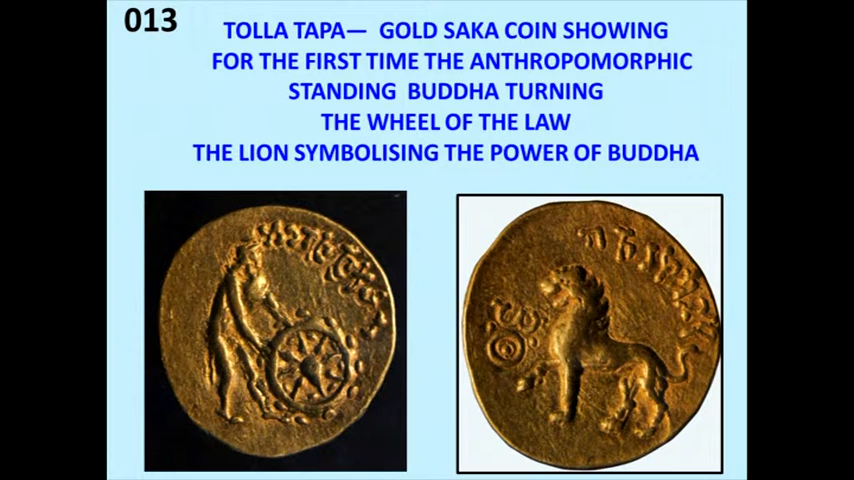 013
TOLLA TAPA— GOLD SAKA COIN SHOWING
FOR THE FIRST TIME THE ANTHROPOMORPHIC
STANDING BUDDHA TURNING
THE WHEEL OF THE LAW
THE LION SYMBOLISING THE POWER OF BUDDHA